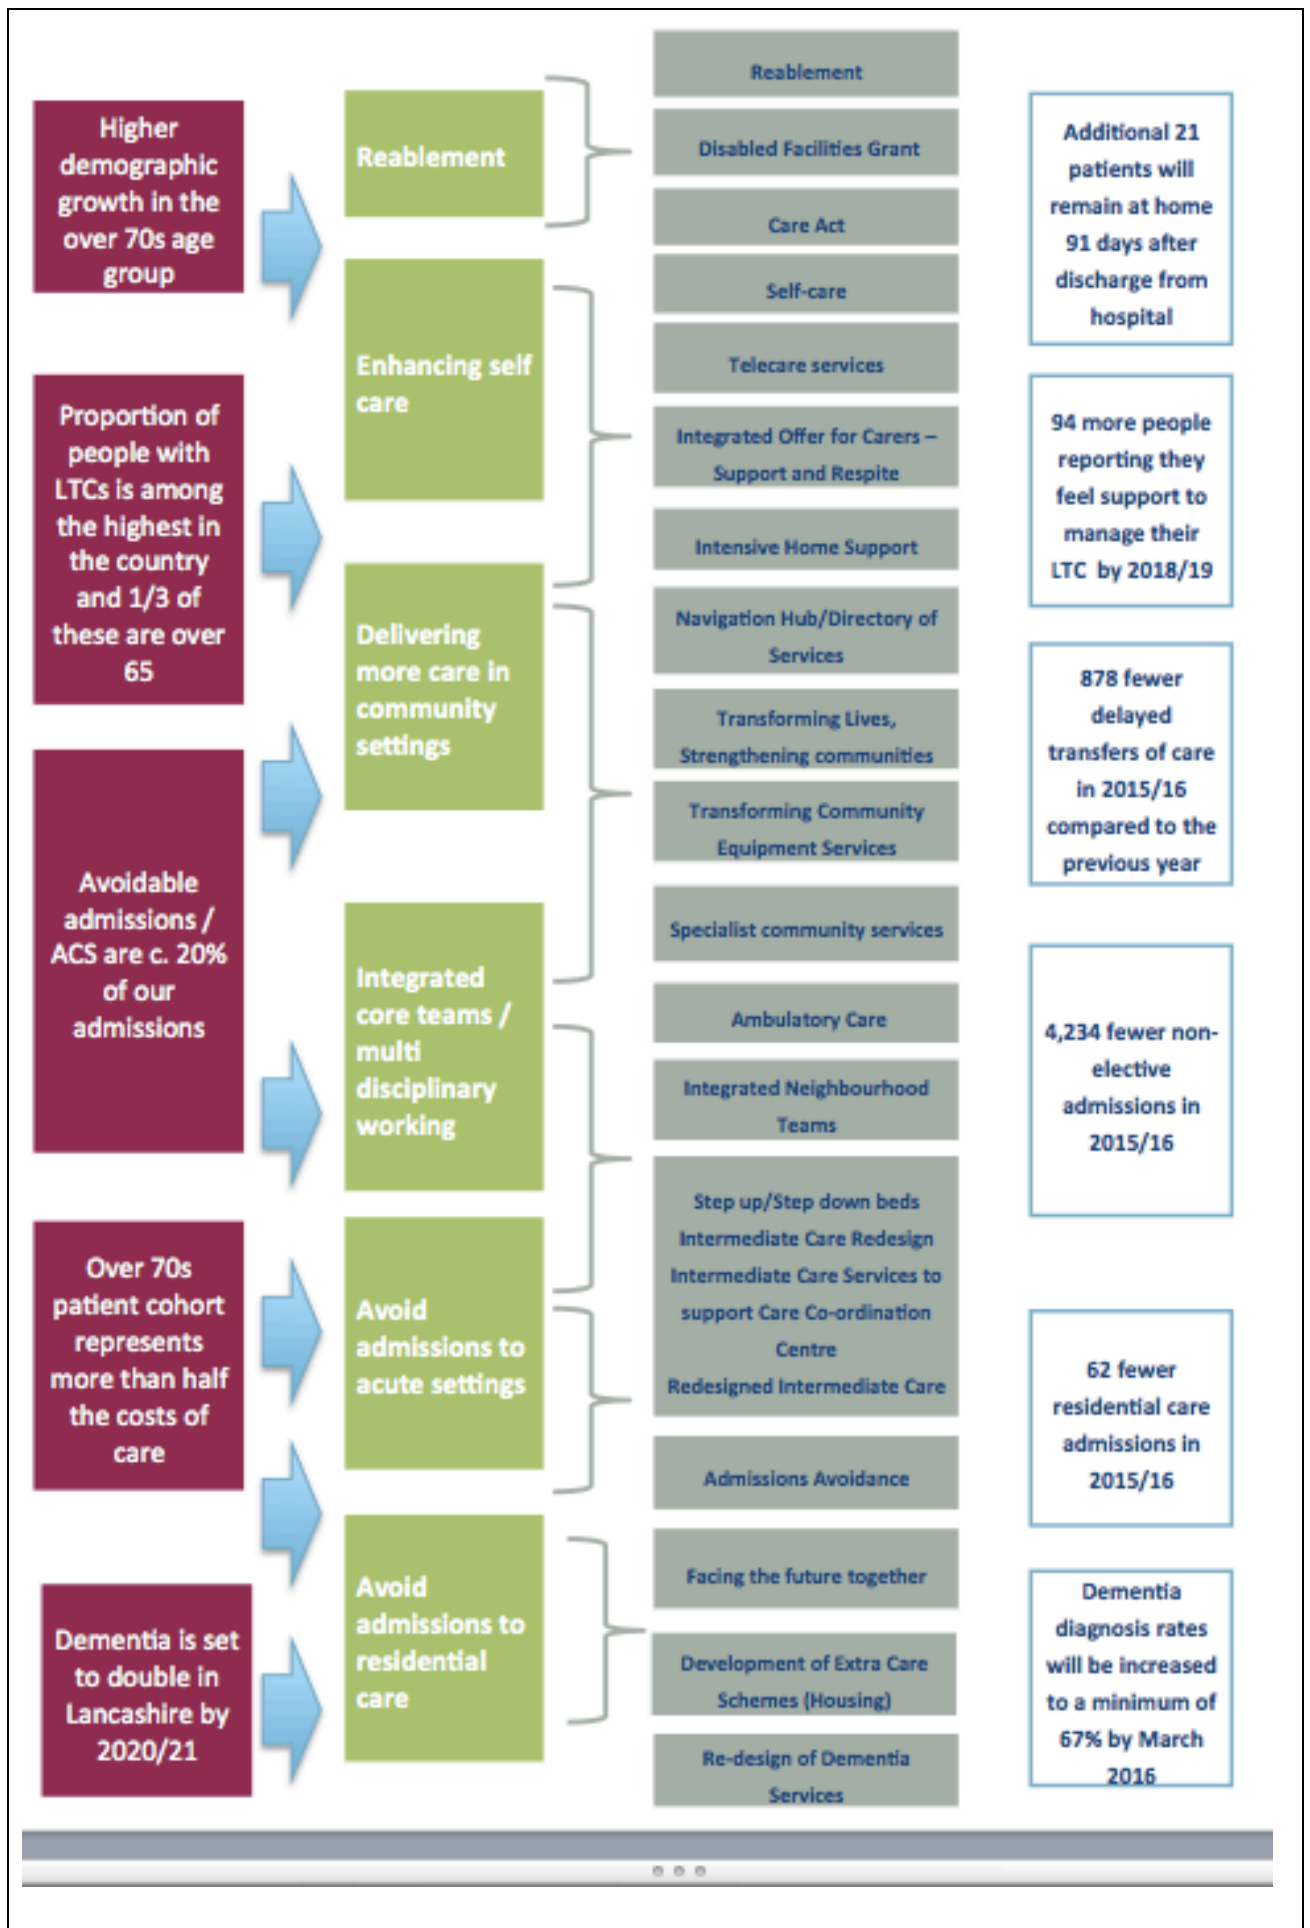 Higher
demographic
growth in the
over 70s age
group
Proportion of
people with
LTCs is among
the highest in
the country
and 1/3 of
these are over
65
Avoidable
admissions /
ACS are c. 20%
of our
admissions
Over 70s
patient cohort
represents
more than half
the costs of
care
Dementia is set
to double in
Lancashire by
2020/21
Reablement
Enhancing self
care
Delivering
more care in
community
settings
Integrated
core teams /
multi
disciplinary
working
Avoid
admissions to
acute settings
Avoid
admissions to
residential
care
Reablement
Disabled Facilities Grant
Care Act
Self-care
Telecare services
Integrated Offer for Carers –
Support and Respite
Intensive Home Support
Navigation Hub/Directory of
Services
Transforming Lives,
Strengthening communities
Transforming Community
Equipment Services
Specialist community services
Ambulatory Care
Integrated Neighbourhood
Teams
Step up/Step down beds
Intermediate Care Redesign
Intermediate Care Services to
support Care Co-ordination
Centre
Redesigned Intermediate Care
Admissions Avoidance
Facing the future together
Development of Extra Care
Schemes (Housing)
Re-design of Dementia
Services
Additional 21
patients will
remain at home
91 days after
discharge from
hospital
94 more people
reporting they
feel support to
manage their
LTC by 2018/19
878 fewer
delayed
transfers of care
in 2015/16
compared to the
previous year
4,234 fewer non-
elective
admissions in
2015/16
62 fewer
residential care
admissions in
2015/16
Dementia
diagnosis rates
will be increased
to a minimum of
67% by March
2016